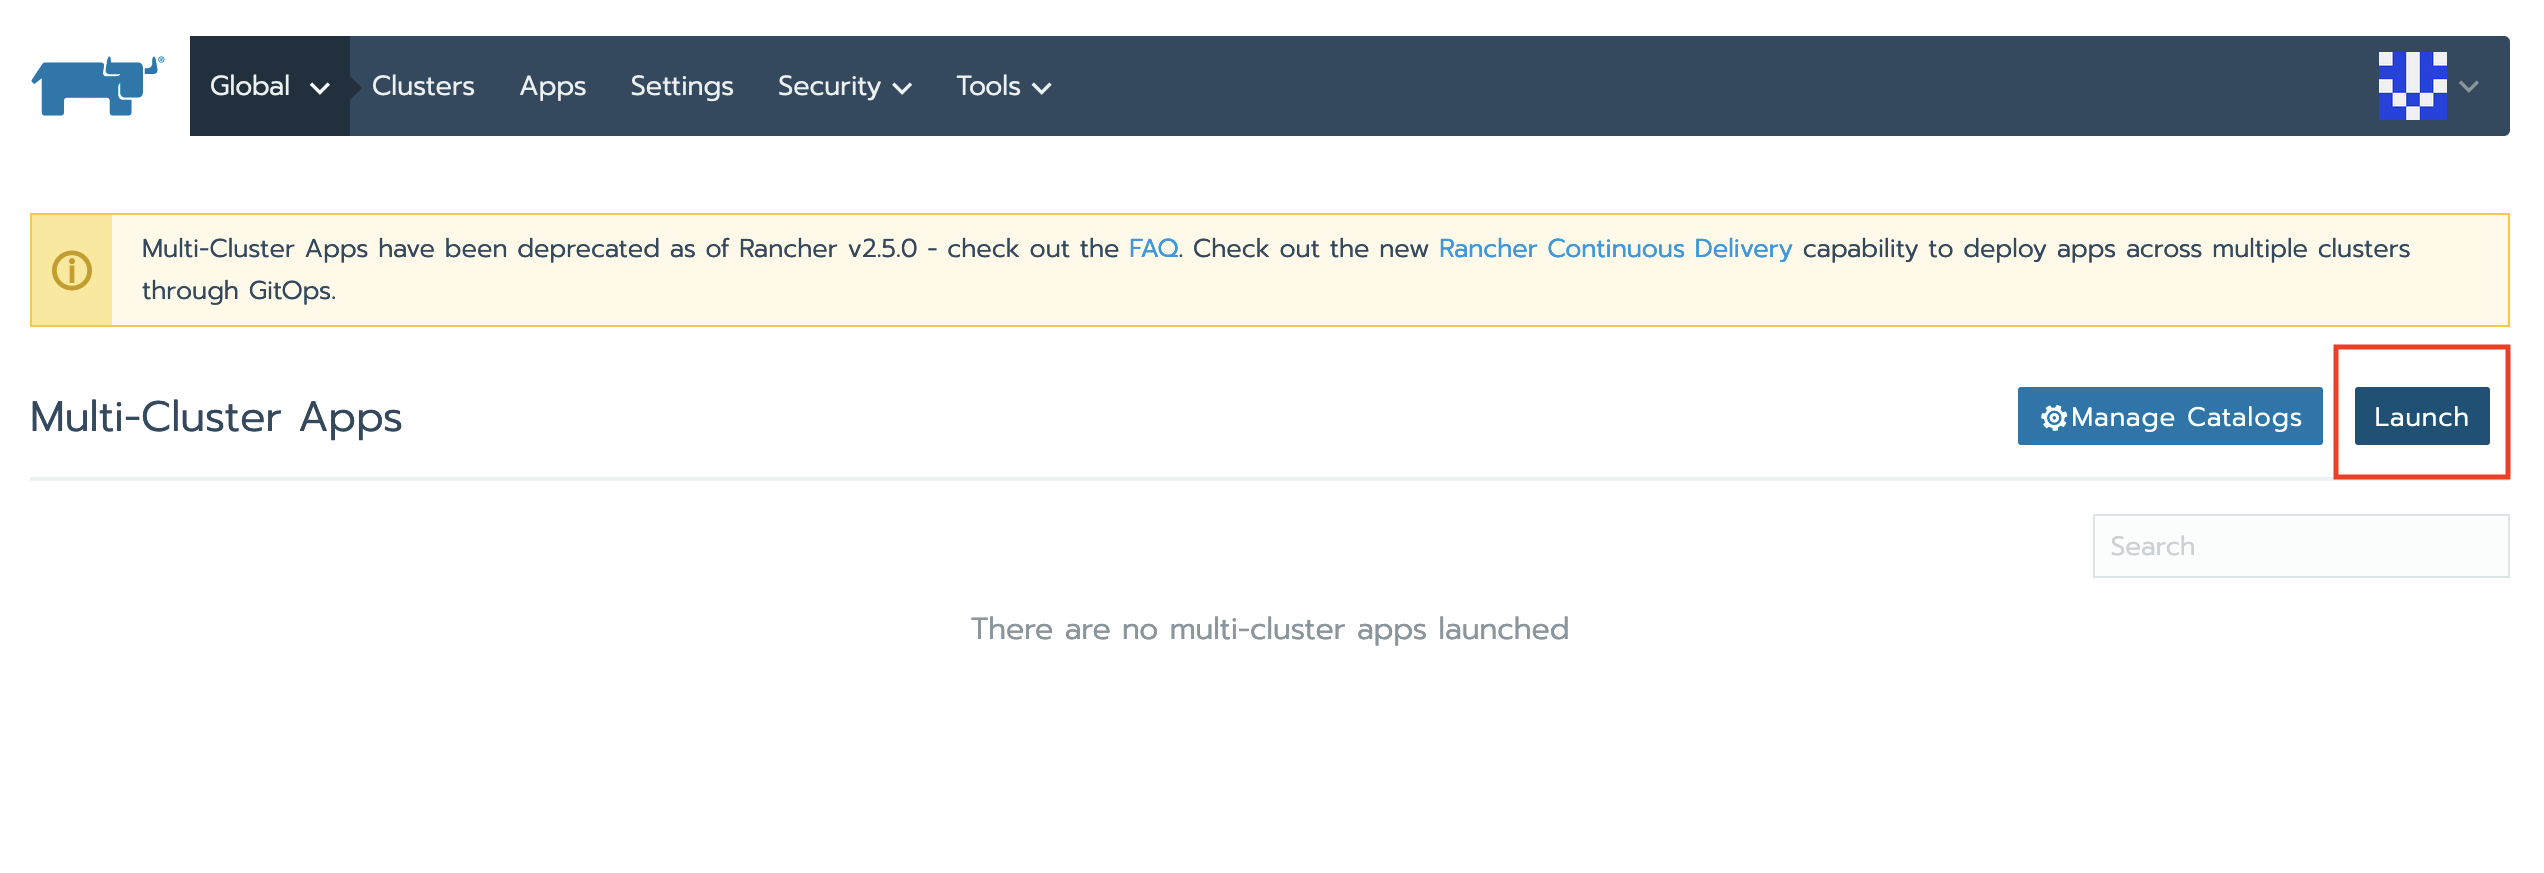 Global Clusters Apps Settings Security Tools
Multi-Cluster Apps have been deprecated as of Rancher v2.5.0 - check out the FAQ. Check out the new Rancher Continuous Delivery capability to deploy apps across multiple clusters
through GitOps.
Multi-Cluster Apps
Manage Catalogs
Launch
Search
There are no multi-cluster apps launched